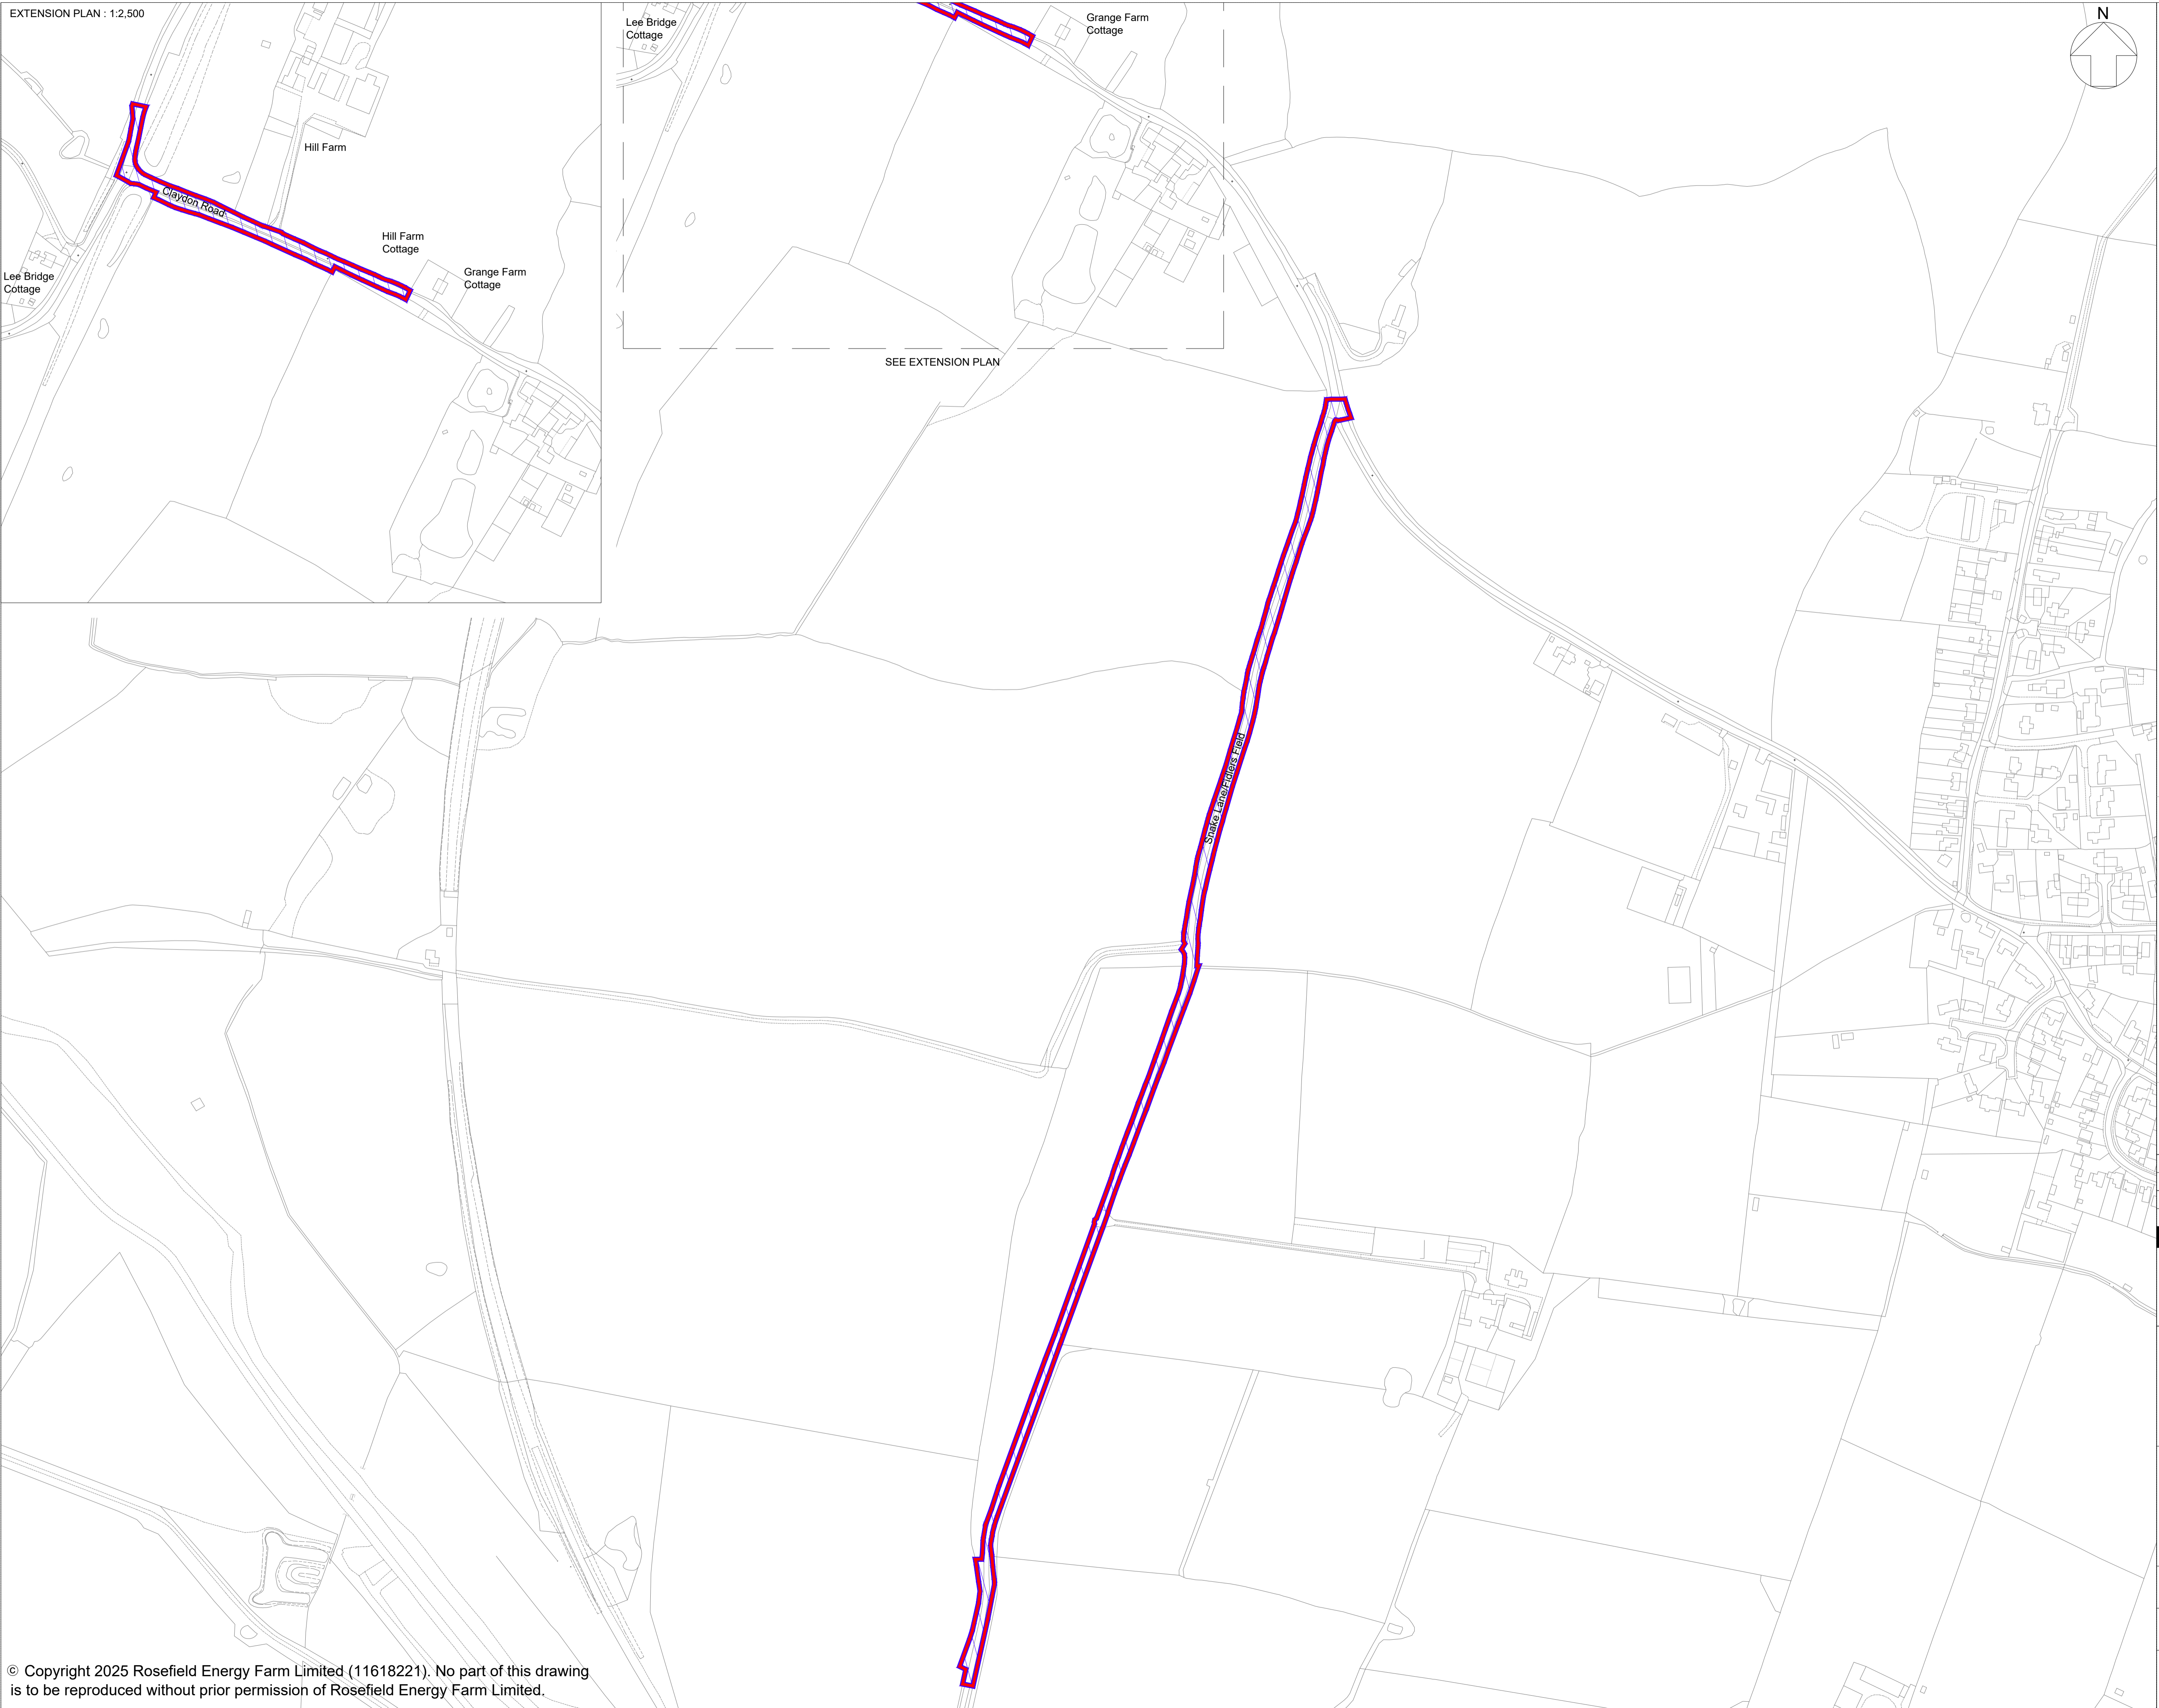 EXTENSION PLAN : 1:2,500
Hill Farm
Claydon Road
Hill Farm
Cottage
Grange Farm
Cottage
Lee Bridge
Cottage
Lee Bridge
Cottage
Grange Farm
Cottage
N
SEE EXTENSION PLAN
Snake Lane/Fidlers Field
© Copyright 2025 Rosefield Energy Farm Limited (11618221). No part of this drawing
is to be reproduced without prior permission of Rosefield Energy Farm Limited.